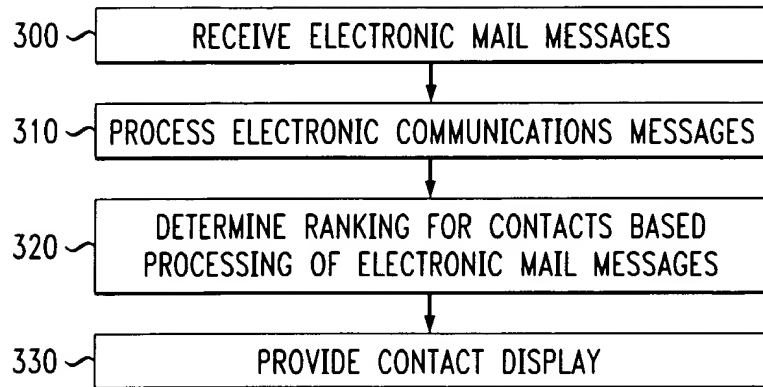 300 RECEIVE ELECTRONIC MAIL MESSAGES
310 PROCESS ELECTRONIC COMMUNICATIONS MESSAGES
320 DETERMINE RANKING FOR CONTACTS BASED
PROCESSING OF ELECTRONIC MAIL MESSAGES
330 PROVIDE CONTACT DISPLAY